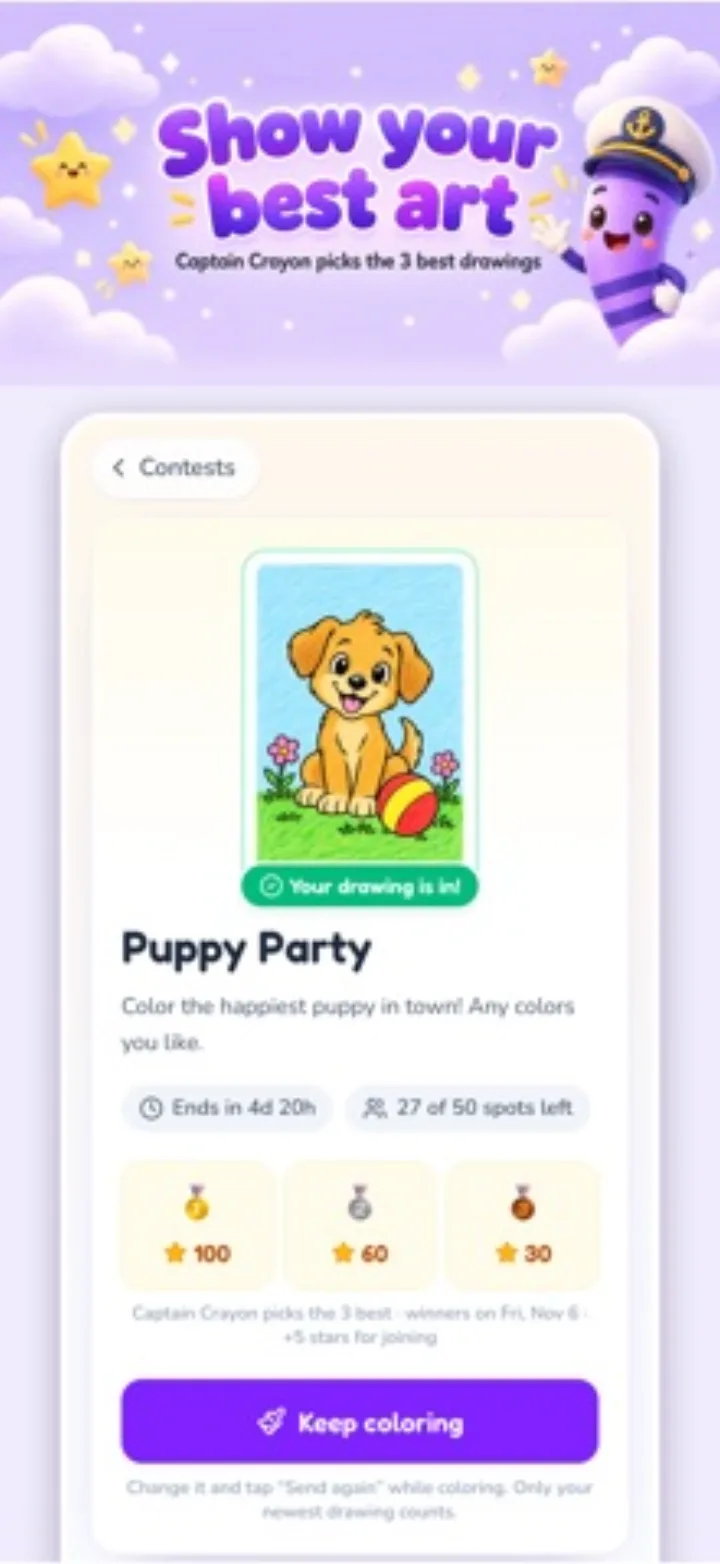 Show your
best art
Captain Crayon picks the 3 best drawings
Contests
Your drawing is in!
Puppy Party
Color the happiest puppy in town! Any colors
you like.
Ends in 4d 20h
27 of 50 spots left
100
60
30
Captain Crayon picks the 3 best · winners on Fri, Nov 6 ·
+5 stars for joining
Keep coloring
Change it and tap "Send again" while coloring. Only your
newest drawing counts.